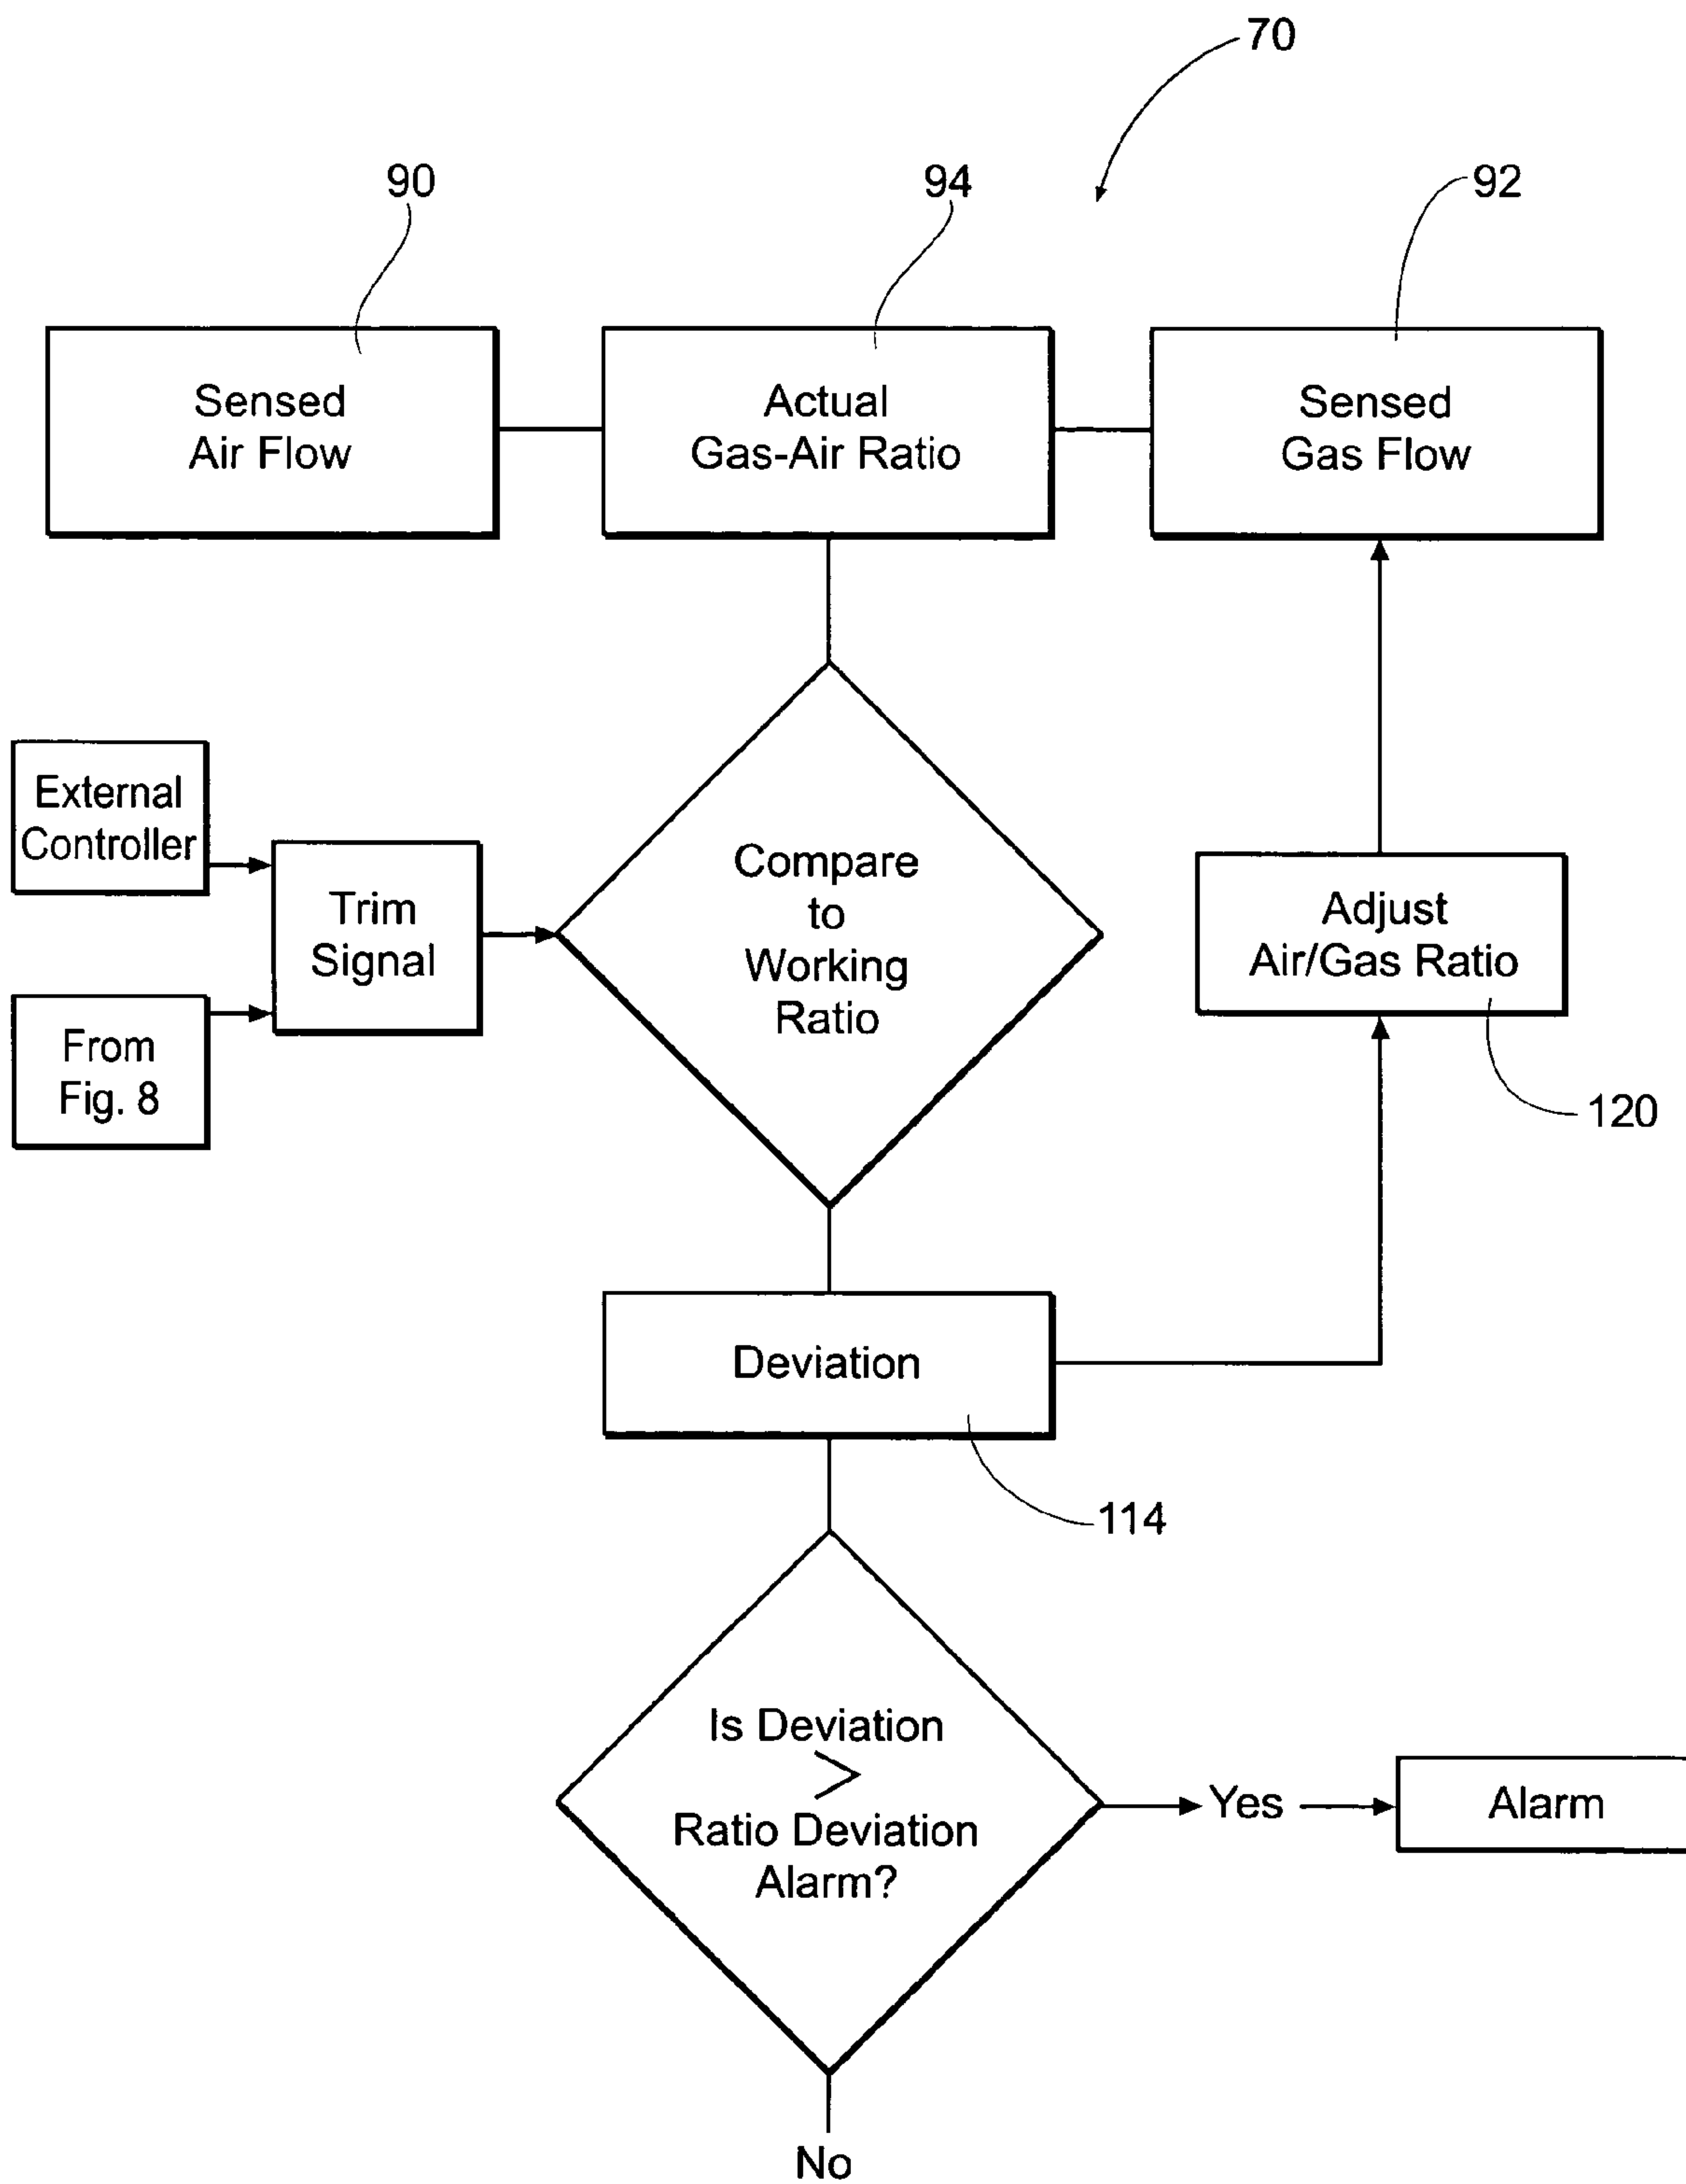 70
90
94
92
Sensed
Air Flow
Actual
Gas-Air Ratio
Sensed
Gas Flow
External
Controller
Trim
Signal
From
Fig. 8
Compare
to
Working
Ratio
Adjust
Air/Gas Ratio
120
Deviation
114
Is Deviation
>
Ratio Deviation
Alarm?
Yes
Alarm
No